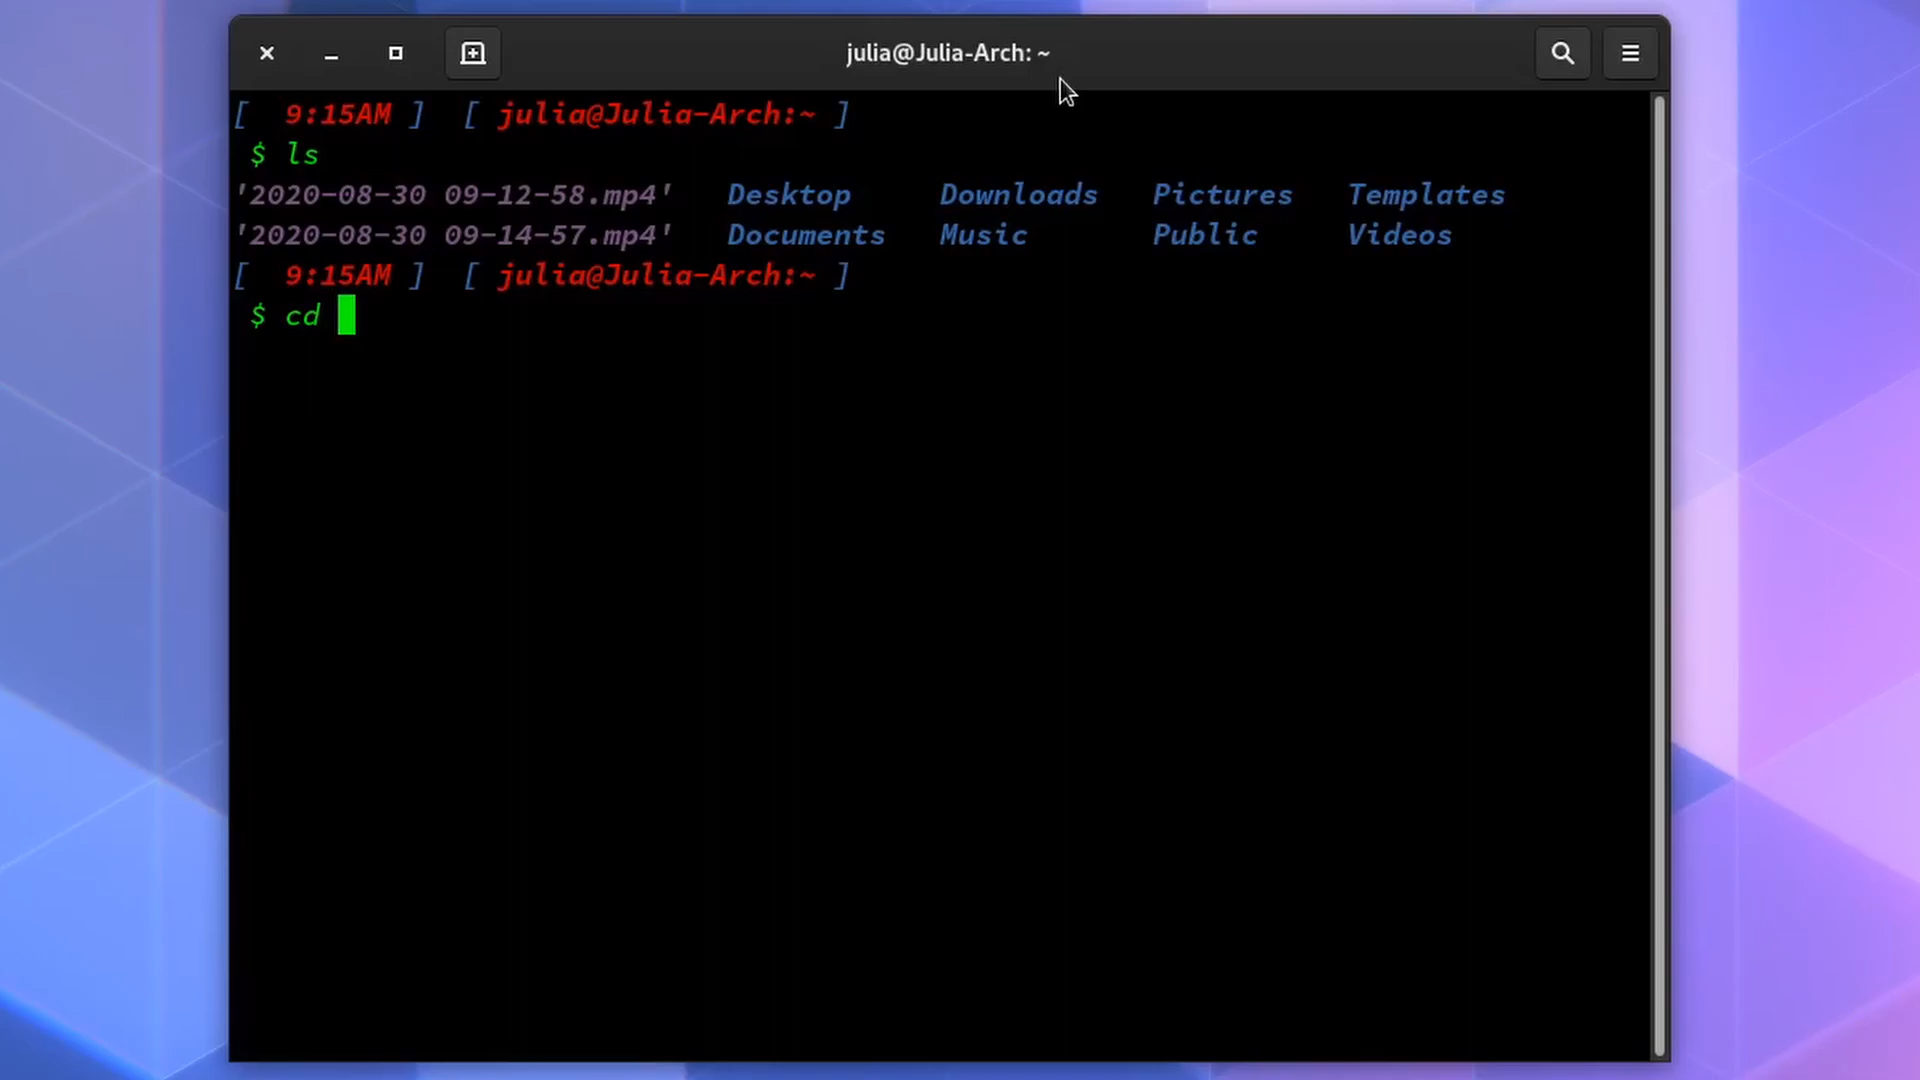 julia@Julia-Arch: ~
[  9:15AM ]  [ julia@Julia-Arch:~ ]
$ ls
'2020-08-30 09-12-58.mp4'   Desktop     Downloads   Pictures   Templates
'2020-08-30 09-14-57.mp4'   Documents   Music       Public     Videos
[  9:15AM ]  [ julia@Julia-Arch:~ ]
$ cd